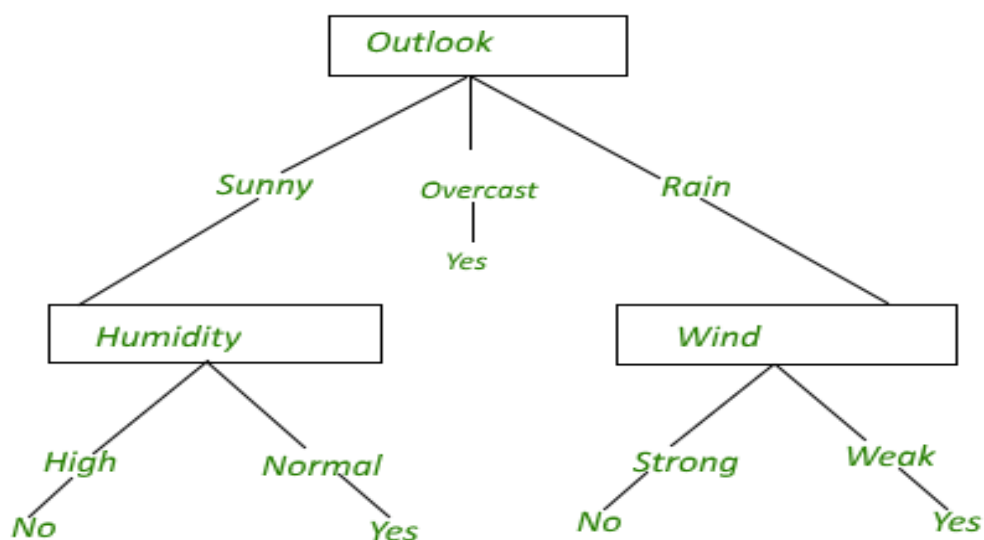 Outlook
Sunny Overcast Rain
Yes
Humidity Wind
High Normal Strong Weak
No Yes No Yes